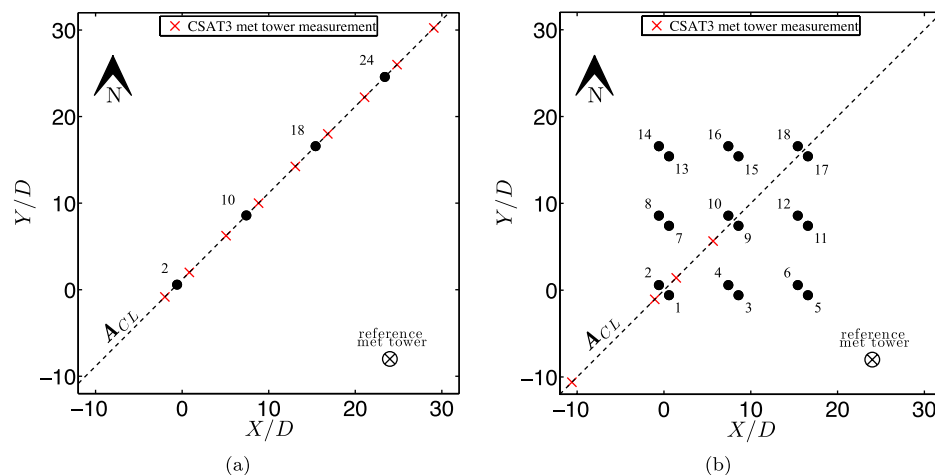 CSAT3 met tower measurement
30
24
N
20
18
Y/D
10
10
2
0
A_CL
reference
met tower
−10
−10
0
10
20
30
X/D
(a)
CSAT3 met tower measurement
30
N
20
14
16
18
13
15
17
Y/D
10
8
10
12
7
9
11
2
4
6
0
1
3
5
A_CL
reference
met tower
−10
−10
0
10
20
30
X/D
(b)